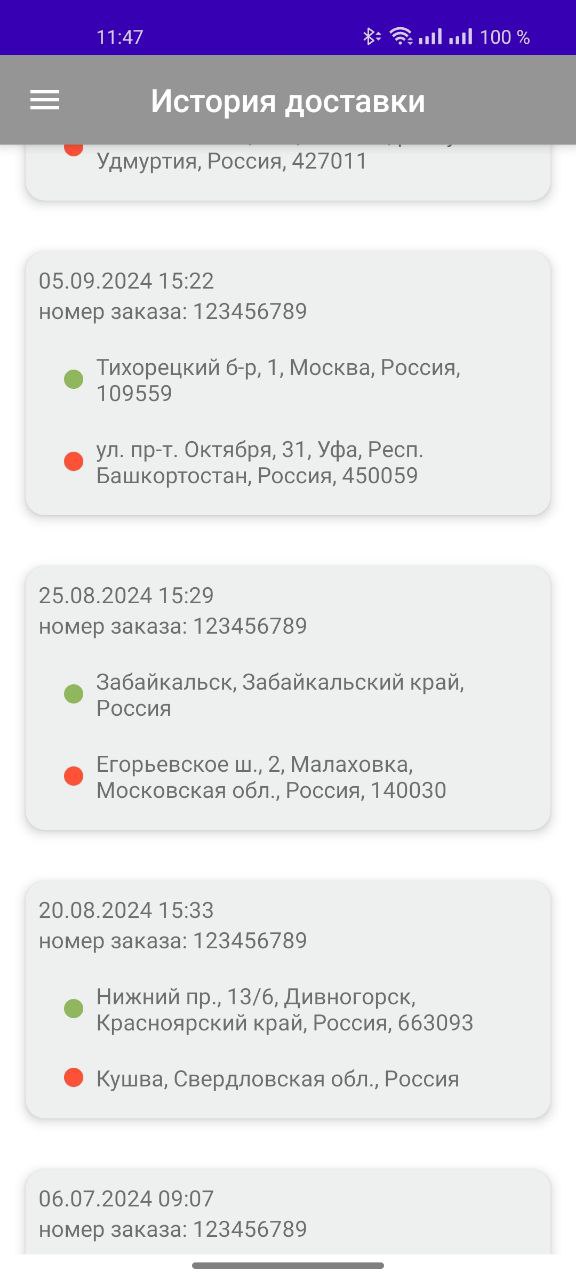 11:47
100 %
История доставки
Удмуртия, Россия, 427011
05.09.2024 15:22
номер заказа: 123456789
Тихорецкий б-р, 1, Москва, Россия,
109559
ул. пр-т. Октября, 31, Уфа, Респ.
Башкортостан, Россия, 450059
25.08.2024 15:29
номер заказа: 123456789
Забайкальск, Забайкальский край,
Россия
Егорьевское ш., 2, Малаховка,
Московская обл., Россия, 140030
20.08.2024 15:33
номер заказа: 123456789
Нижний пр., 13/6, Дивногорск,
Красноярский край, Россия, 663093
Кушва, Свердловская обл., Россия
06.07.2024 09:07
номер заказа: 123456789